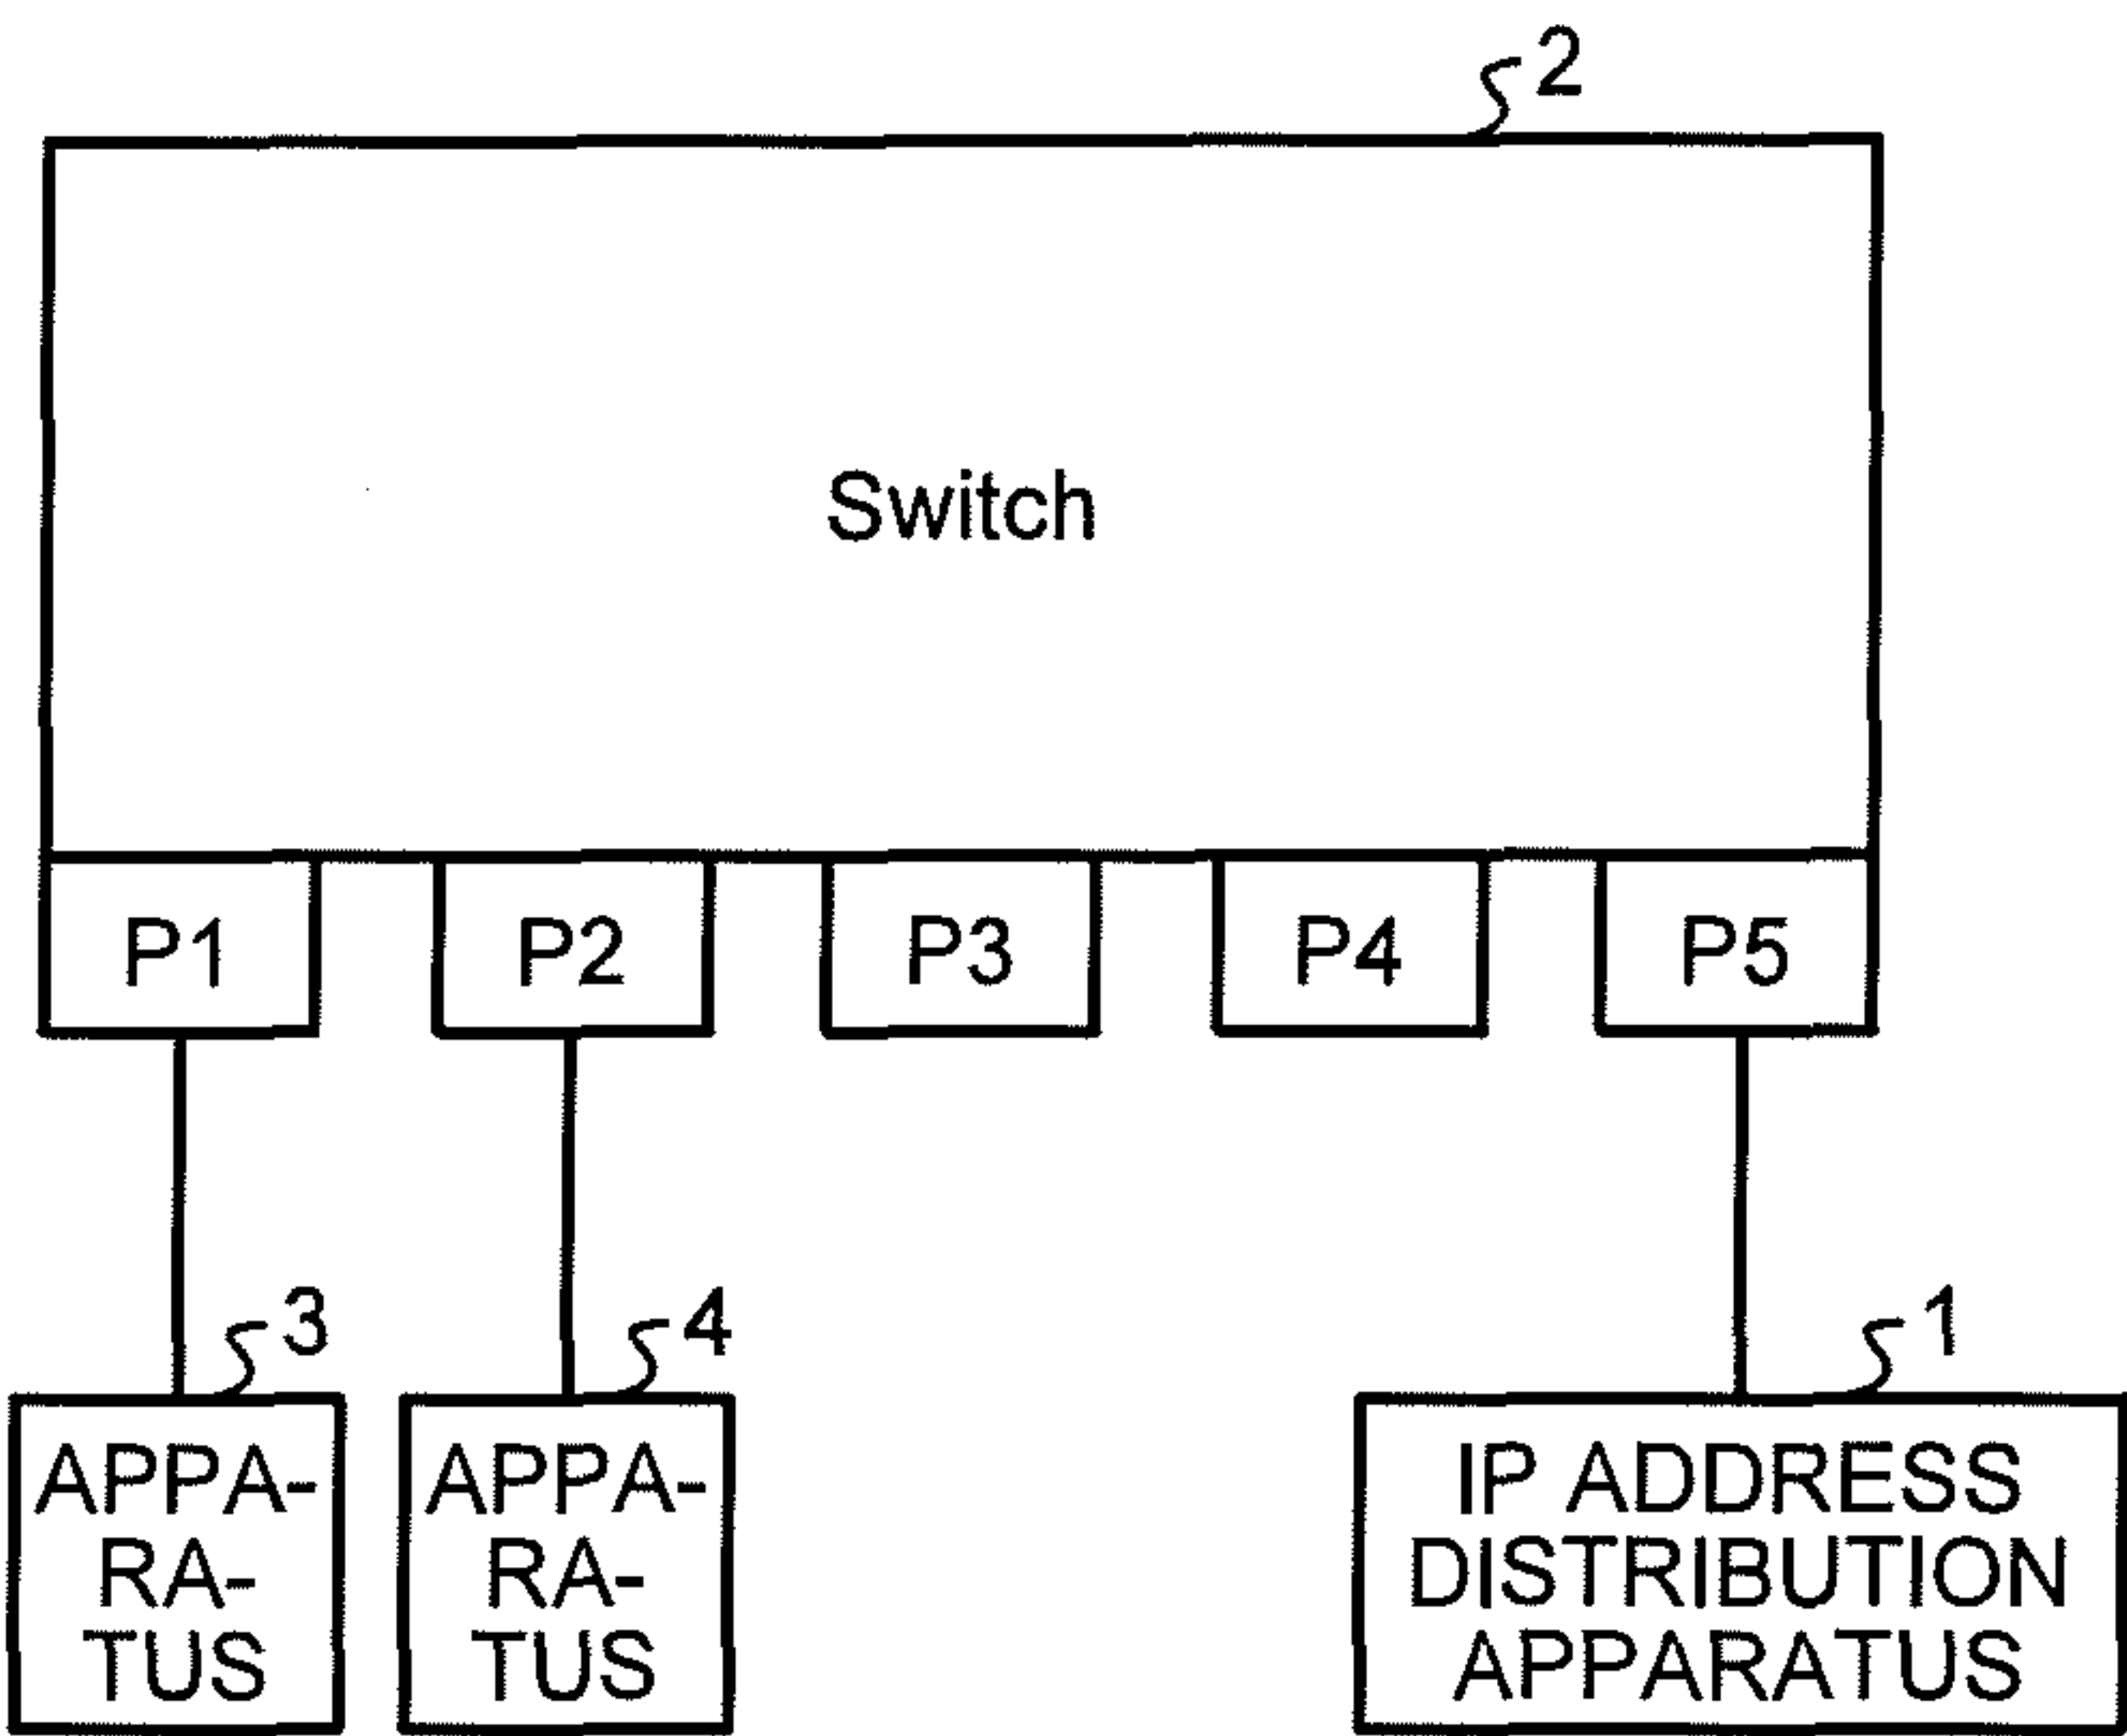 2
Switch
P1
P2
P3
P4
P5
3
4
1
APPA-
RA-
TUS
APPA-
RA-
TUS
IP ADDRESS
DISTRIBUTION
APPARATUS